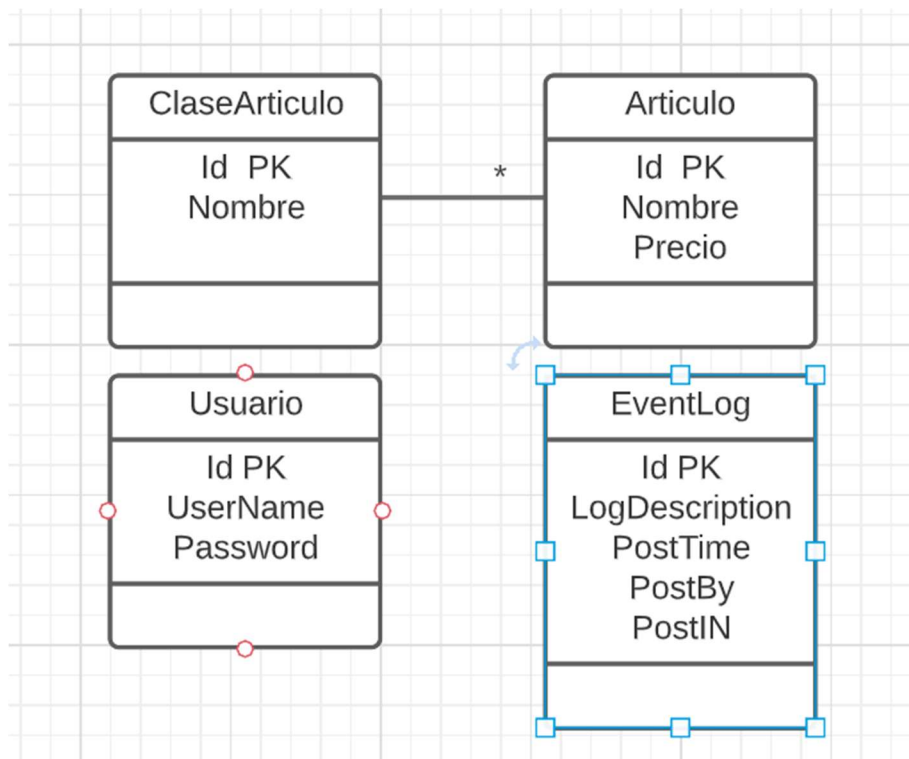 ClaseArticulo
Id PK
Nombre
*
Articulo
Id PK
Nombre
Precio
Usuario
Id PK
UserName
Password
EventLog
Id PK
LogDescription
PostTime
PostBy
PostIN